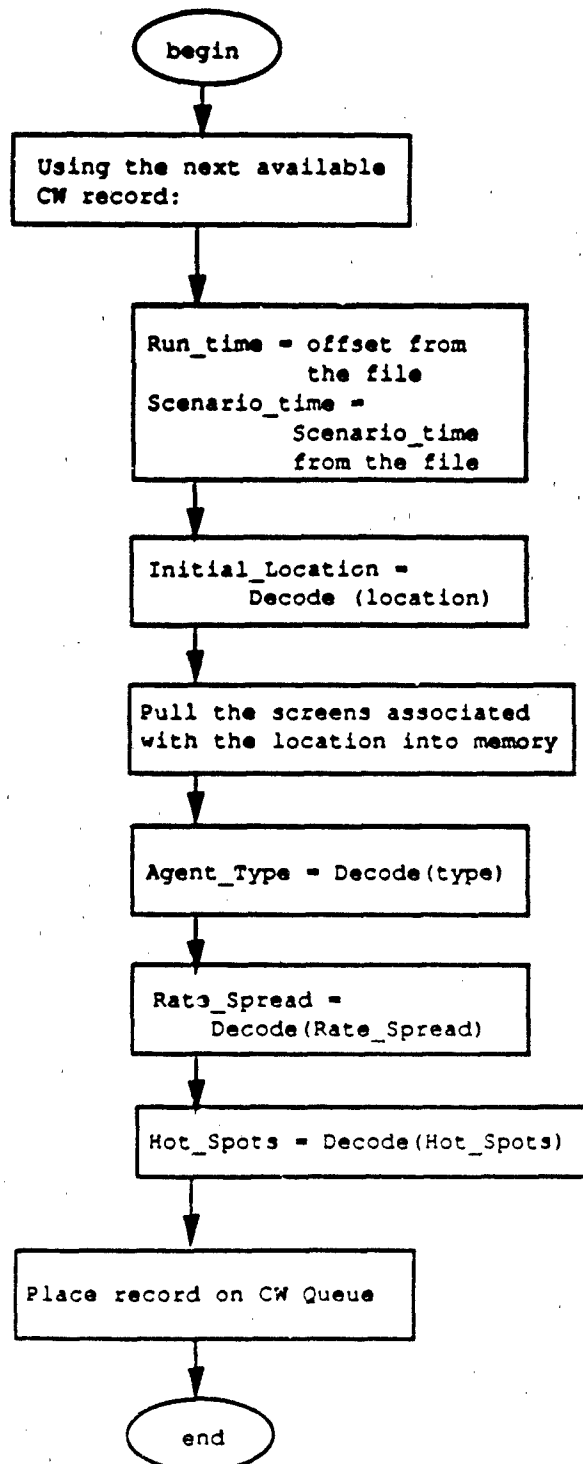 begin
Using the next available
CW record:
Run_time = offset from
the file
Scenario_time =
Scenario_time
from the file
Initial_Location =
Decode (location)
Pull the screens associated
with the location into memory
Agent_Type = Decode(type)
Rate_Spread =
Decode(Rate_Spread)
Hot_Spots = Decode(Hot_Spots)
Place record on CW Queue
end